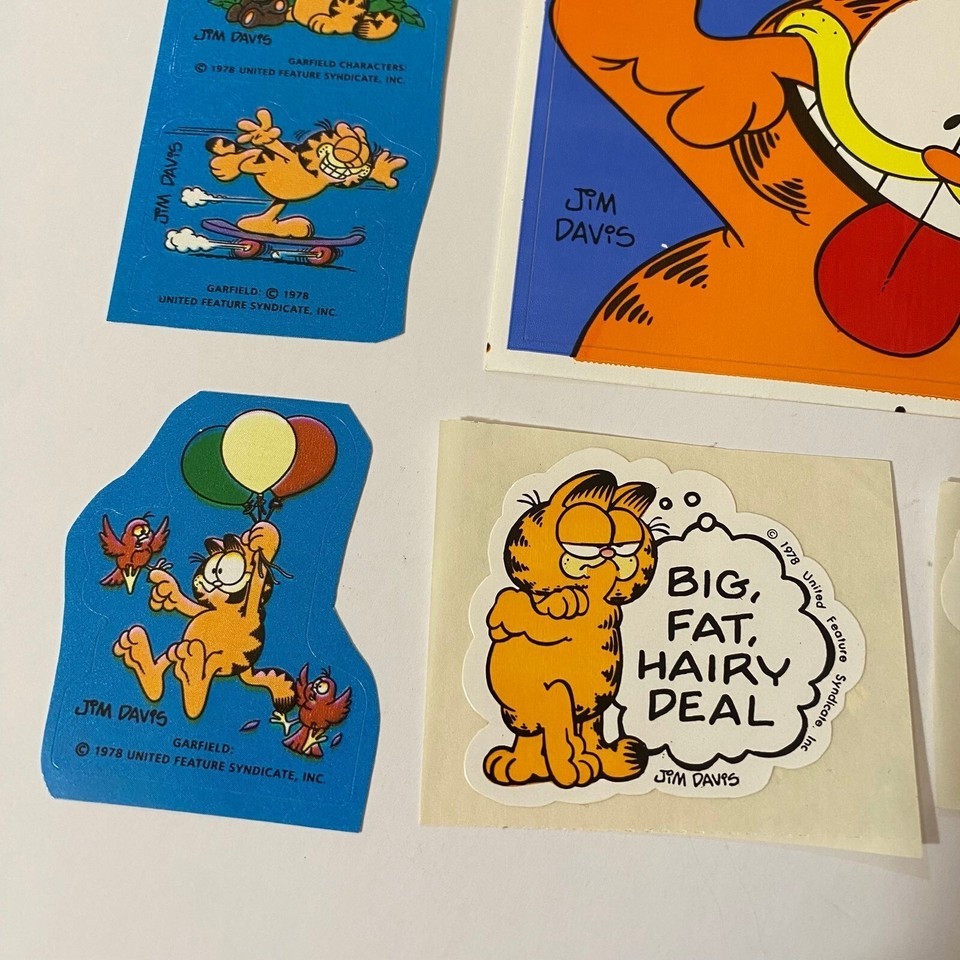 JIM DAVIS
GARFIELD CHARACTERS:
© 1978 UNITED FEATURE SYNDICATE, INC.
JIM DAVIS
GARFIELD: © 1978
UNITED FEATURE SYNDICATE, INC.
JIM
DAVIS
JIM DAVIS
GARFIELD:
© 1978 UNITED FEATURE SYNDICATE, INC.
BIG,
FAT,
HAIRY
DEAL
© 1978 United Feature Syndicate, Inc
JIM DAVIS